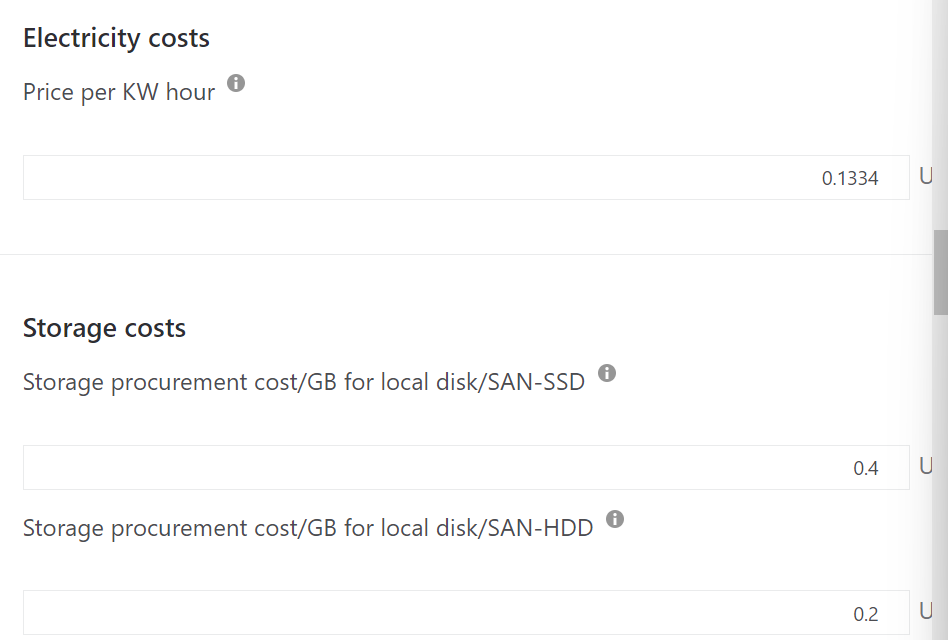 Electricity costs
Price per KW hour
0.1334 U
Storage costs
Storage procurement cost/GB for local disk/SAN-SSD
0.4 U
Storage procurement cost/GB for local disk/SAN-HDD
0.2 U